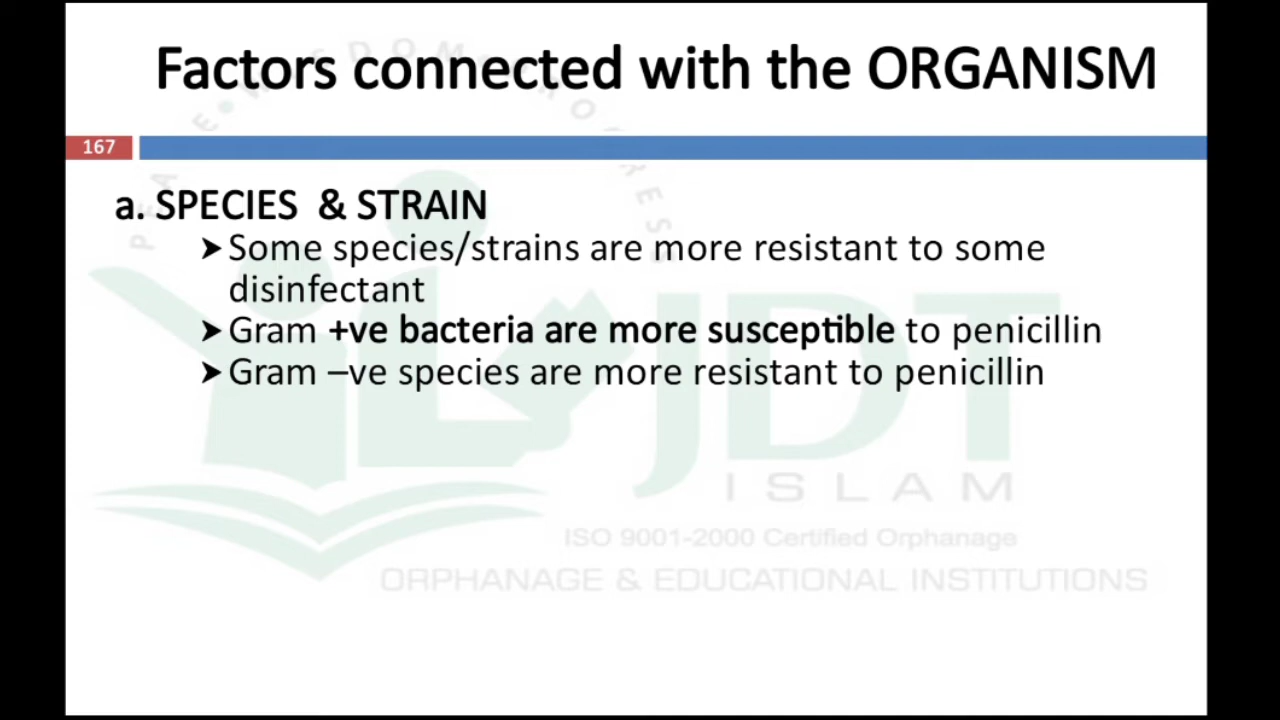 Factors connected with the ORGANISM
167
a. SPECIES & STRAIN
➤Some species/strains are more resistant to some
disinfectant
➤Gram +ve bacteria are more susceptible to penicillin
➤Gram –ve species are more resistant to penicillin
JDT
ISLAM
ISO 9001-2000 Certified Orphanage
ORPHANAGE & EDUCATIONAL INSTITUTIONS